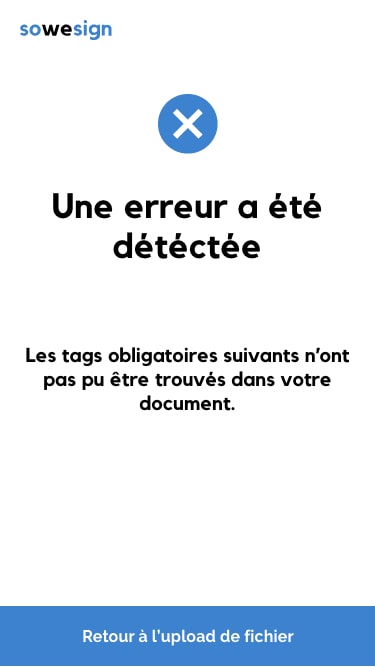 sowesign
Une erreur a été
détéctée
Les tags obligatoires suivants n’ont
pas pu être trouvés dans votre
document.
Retour à l’upload de fichier